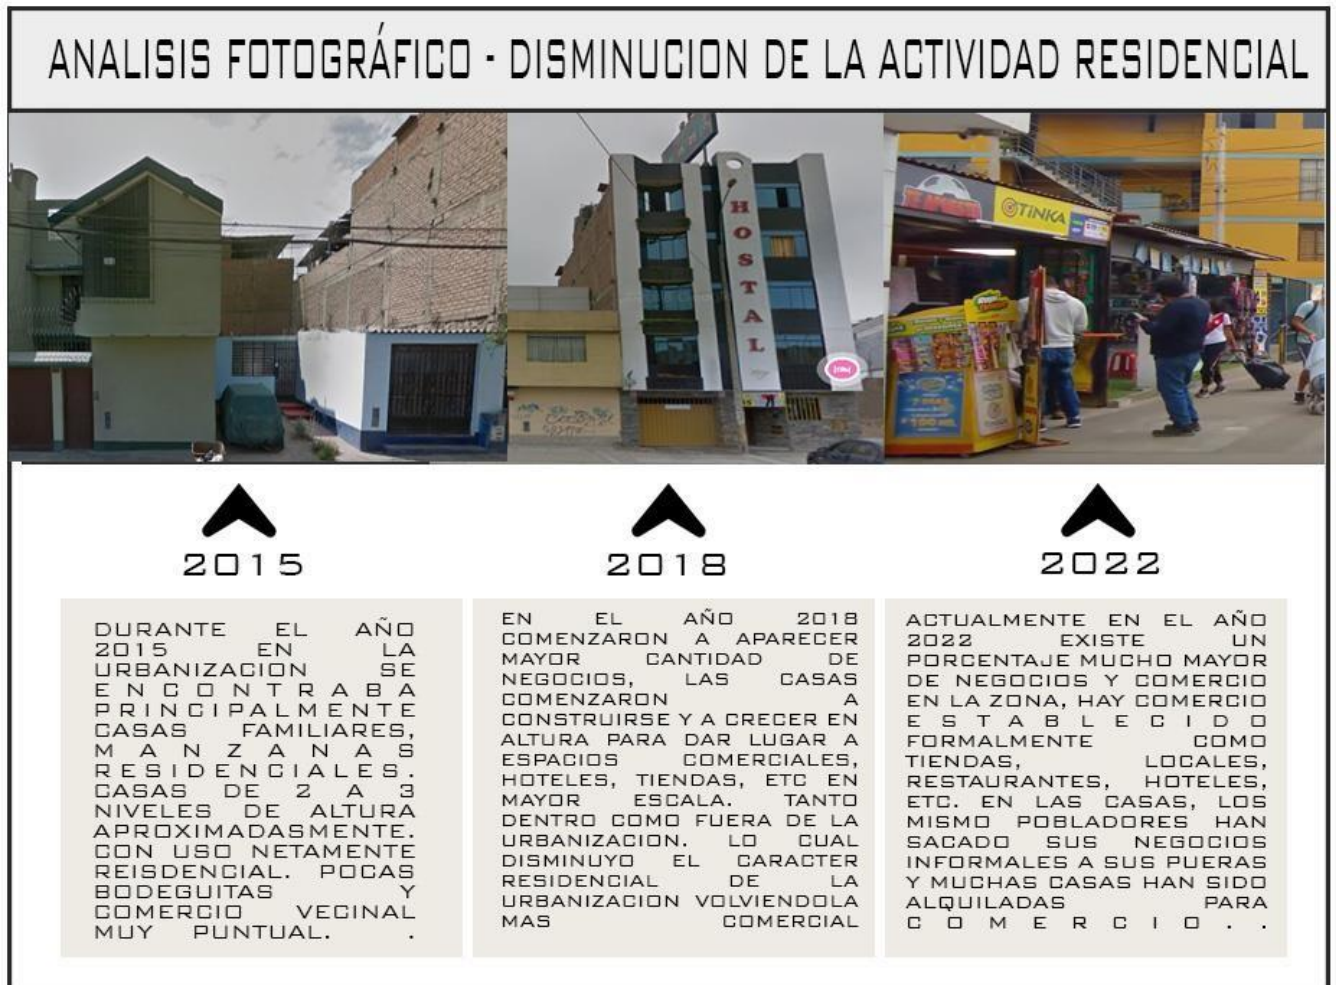 ANALISIS FOTOGRÁFICO - DISMINUCION DE LA ACTIVIDAD RESIDENCIAL
HOSTAL
TE APUESTO
TINKA
2015
2018
2022
DURANTE EL AÑO
2015 EN LA
URBANIZACION SE
ENCONTRABA
PRINCIPALMENTE
CASAS FAMILIARES,
MANZANAS
RESIDENCIALES.
CASAS DE 2 A 3
NIVELES DE ALTURA
APROXIMADASMENTE.
CON USO NETAMENTE
REISDENCIAL. POCAS
BODEGUITAS Y
COMERCIO VECINAL
MUY PUNTUAL. .
EN EL AÑO 2018
COMENZARON A APARECER
MAYOR CANTIDAD DE
NEGOCIOS, LAS CASAS
COMENZARON A
CONSTRUIRSE Y A CRECER EN
ALTURA PARA DAR LUGAR A
ESPACIOS COMERCIALES,
HOTELES, TIENDAS, ETC EN
MAYOR ESCALA. TANTO
DENTRO COMO FUERA DE LA
URBANIZACION. LO CUAL
DISMINUYO EL CARACTER
RESIDENCIAL DE LA
URBANIZACION VOLVIENDOLA
MAS COMERCIAL
ACTUALMENTE EN EL AÑO
2022 EXISTE UN
PORCENTAJE MUCHO MAYOR
DE NEGOCIOS Y COMERCIO
EN LA ZONA, HAY COMERCIO
ESTABLECIDO
FORMALMENTE COMO
TIENDAS, LOCALES,
RESTAURANTES, HOTELES,
ETC. EN LAS CASAS, LOS
MISMO POBLADORES HAN
SACADO SUS NEGOCIOS
INFORMALES A SUS PUERAS
Y MUCHAS CASAS HAN SIDO
ALQUILADAS PARA
COMERCIO. .